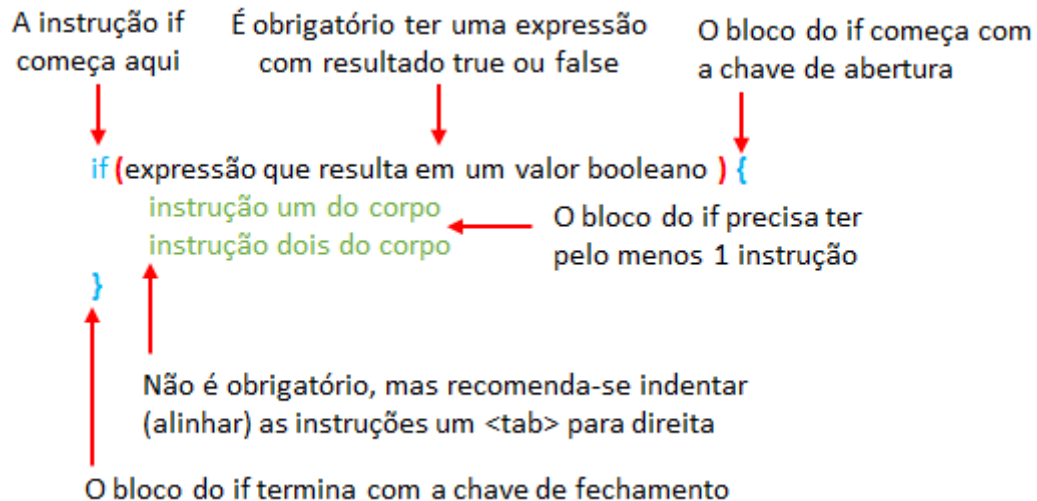 A instrução if
começa aqui
É obrigatório ter uma expressão
com resultado true ou false
O bloco do if começa com
a chave de abertura
if (expressão que resulta em um valor booleano ) {
instrução um do corpo
instrução dois do corpo
O bloco do if precisa ter
pelo menos 1 instrução
}
Não é obrigatório, mas recomenda-se indentar
(alinhar) as instruções um <tab> para direita
O bloco do if termina com a chave de fechamento